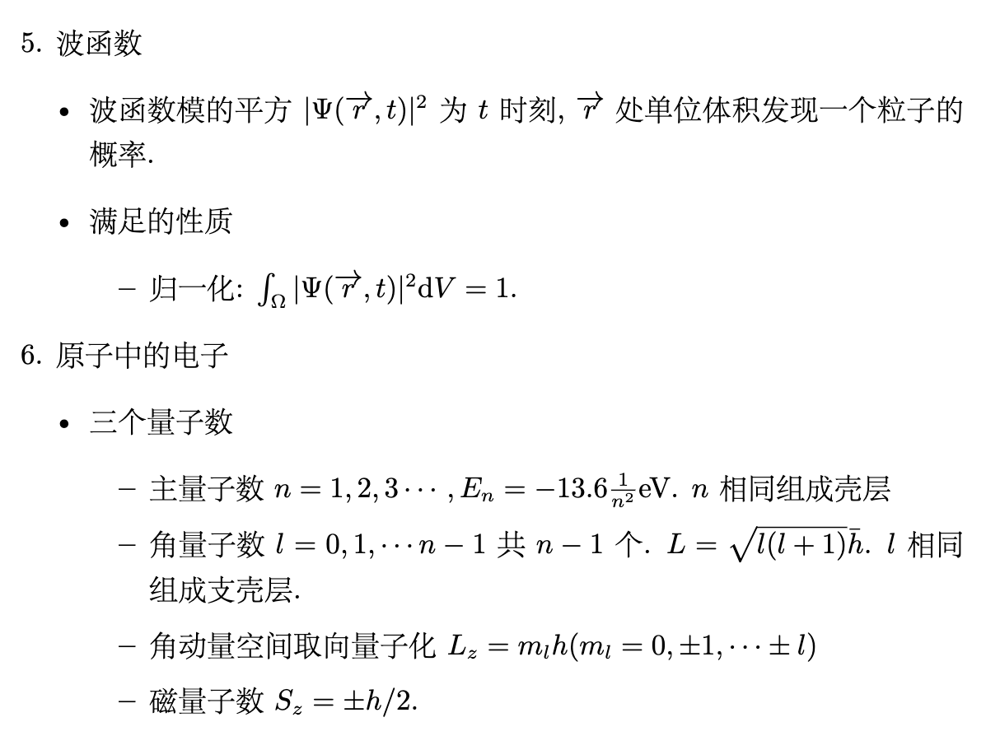 5. 波函数
• 波函数模的平方 $|\Psi(\overrightarrow{r},t)|^2$ 为 $t$ 时刻, $\overrightarrow{r}$ 处单位体积发现一个粒子的
概率.
• 满足的性质
– 归一化: $\int_{\Omega}|\Psi(\overrightarrow{r},t)|^2\mathrm{d}V = 1.$
6. 原子中的电子
• 三个量子数
– 主量子数 $n = 1,2,3\cdots,E_n = -13.6\frac{1}{n^2}\mathrm{eV}.$ $n$ 相同组成壳层
– 角量子数 $l = 0,1,\cdots n-1$ 共 $n-1$ 个. $L = \sqrt{l(l+1)}\bar{h}.$ $l$ 相同
组成支壳层.
– 角动量空间取向量子化 $L_z = m_l h(m_l = 0,\pm 1,\cdots \pm l)$
– 磁量子数 $S_z = \pm h/2.$